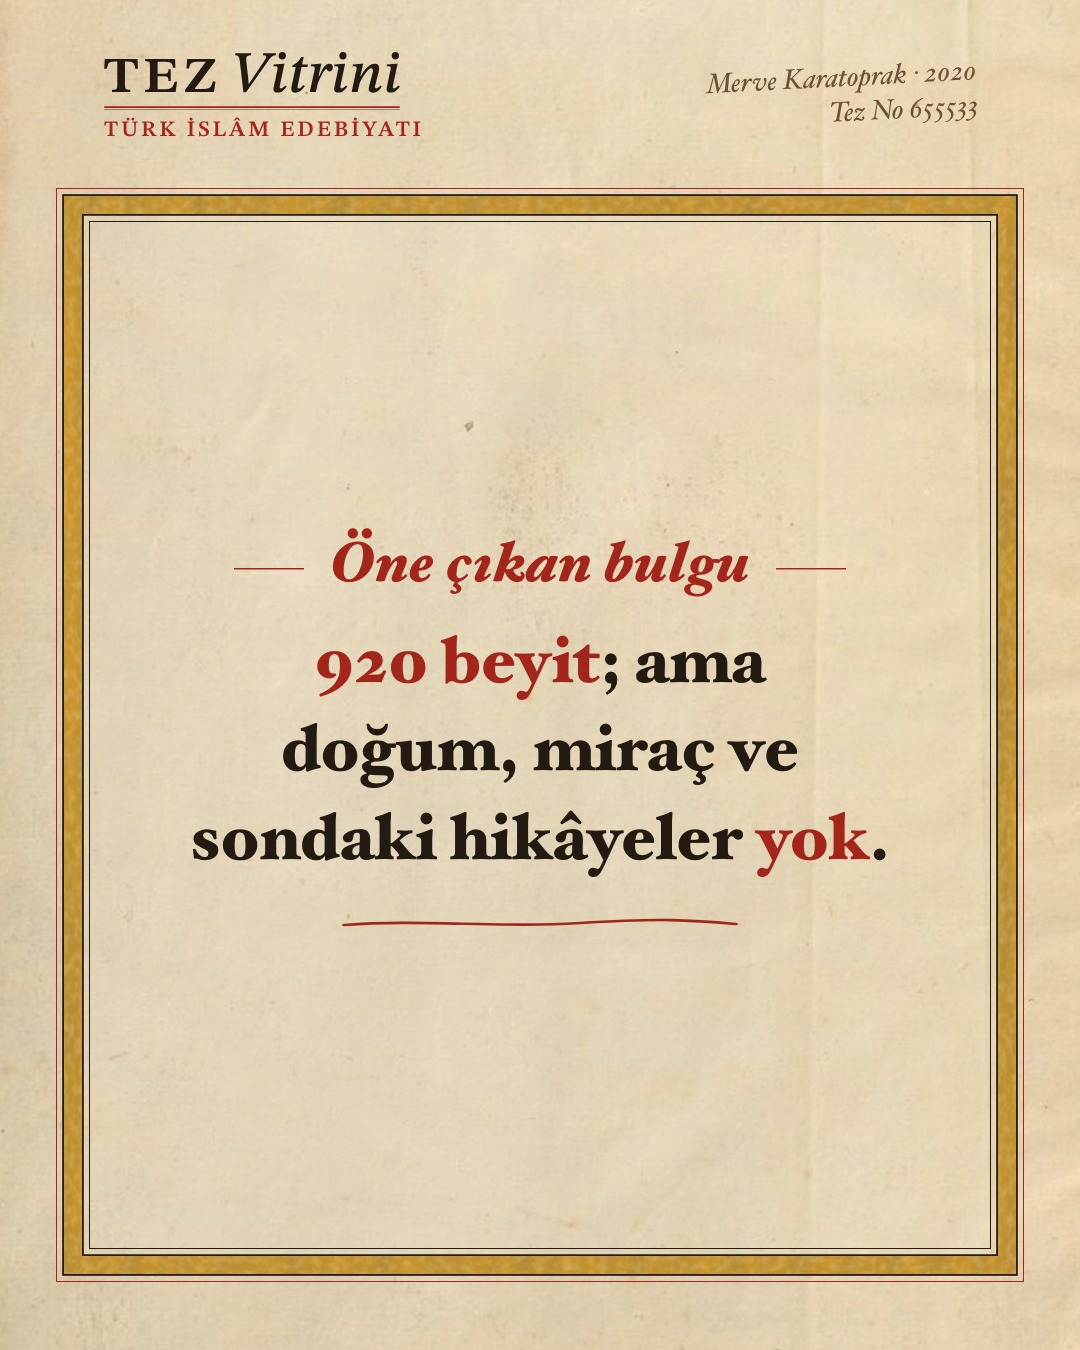 TEZ Vitrini
TÜRK İSLÂM EDEBİYATI
Merve Karatoprak · 2020
Tez No 655533
Öne çıkan bulgu
920 beyit; ama
doğum, miraç ve
sondaki hikâyeler yok.